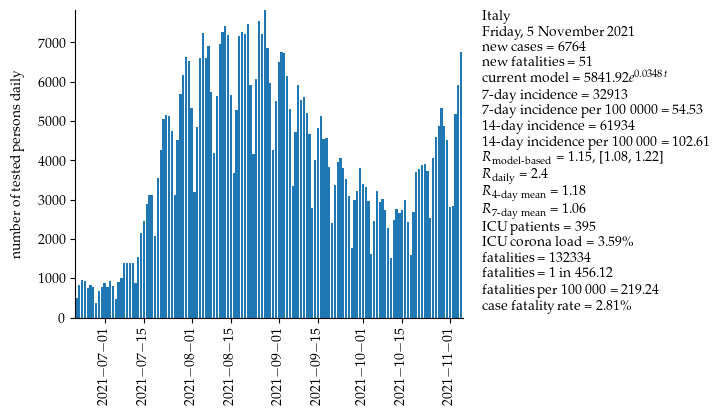 number of tested persons daily
7000
6000
5000
4000
3000
2000
1000
0
2021−07−01
2021−07−15
2021−08−01
2021−08−15
2021−09−01
2021−09−15
2021−10−01
2021−10−15
2021−11−01
Italy
Friday, 5 November 2021
new cases = 6764
new fatalities = 51
current model = 5841.92e^0.0348 t
7-day incidence = 32913
7-day incidence per 100 0000 = 54.53
14-day incidence = 61934
14-day incidence per 100 000 = 102.61
R model-based = 1.15, [1.08, 1.22]
R daily = 2.4
R 4-day mean = 1.18
R 7-day mean = 1.06
ICU patients = 395
ICU corona load = 3.59%
fatalities = 132334
fatalities = 1 in 456.12
fatalities per 100 000 = 219.24
case fatality rate = 2.81%